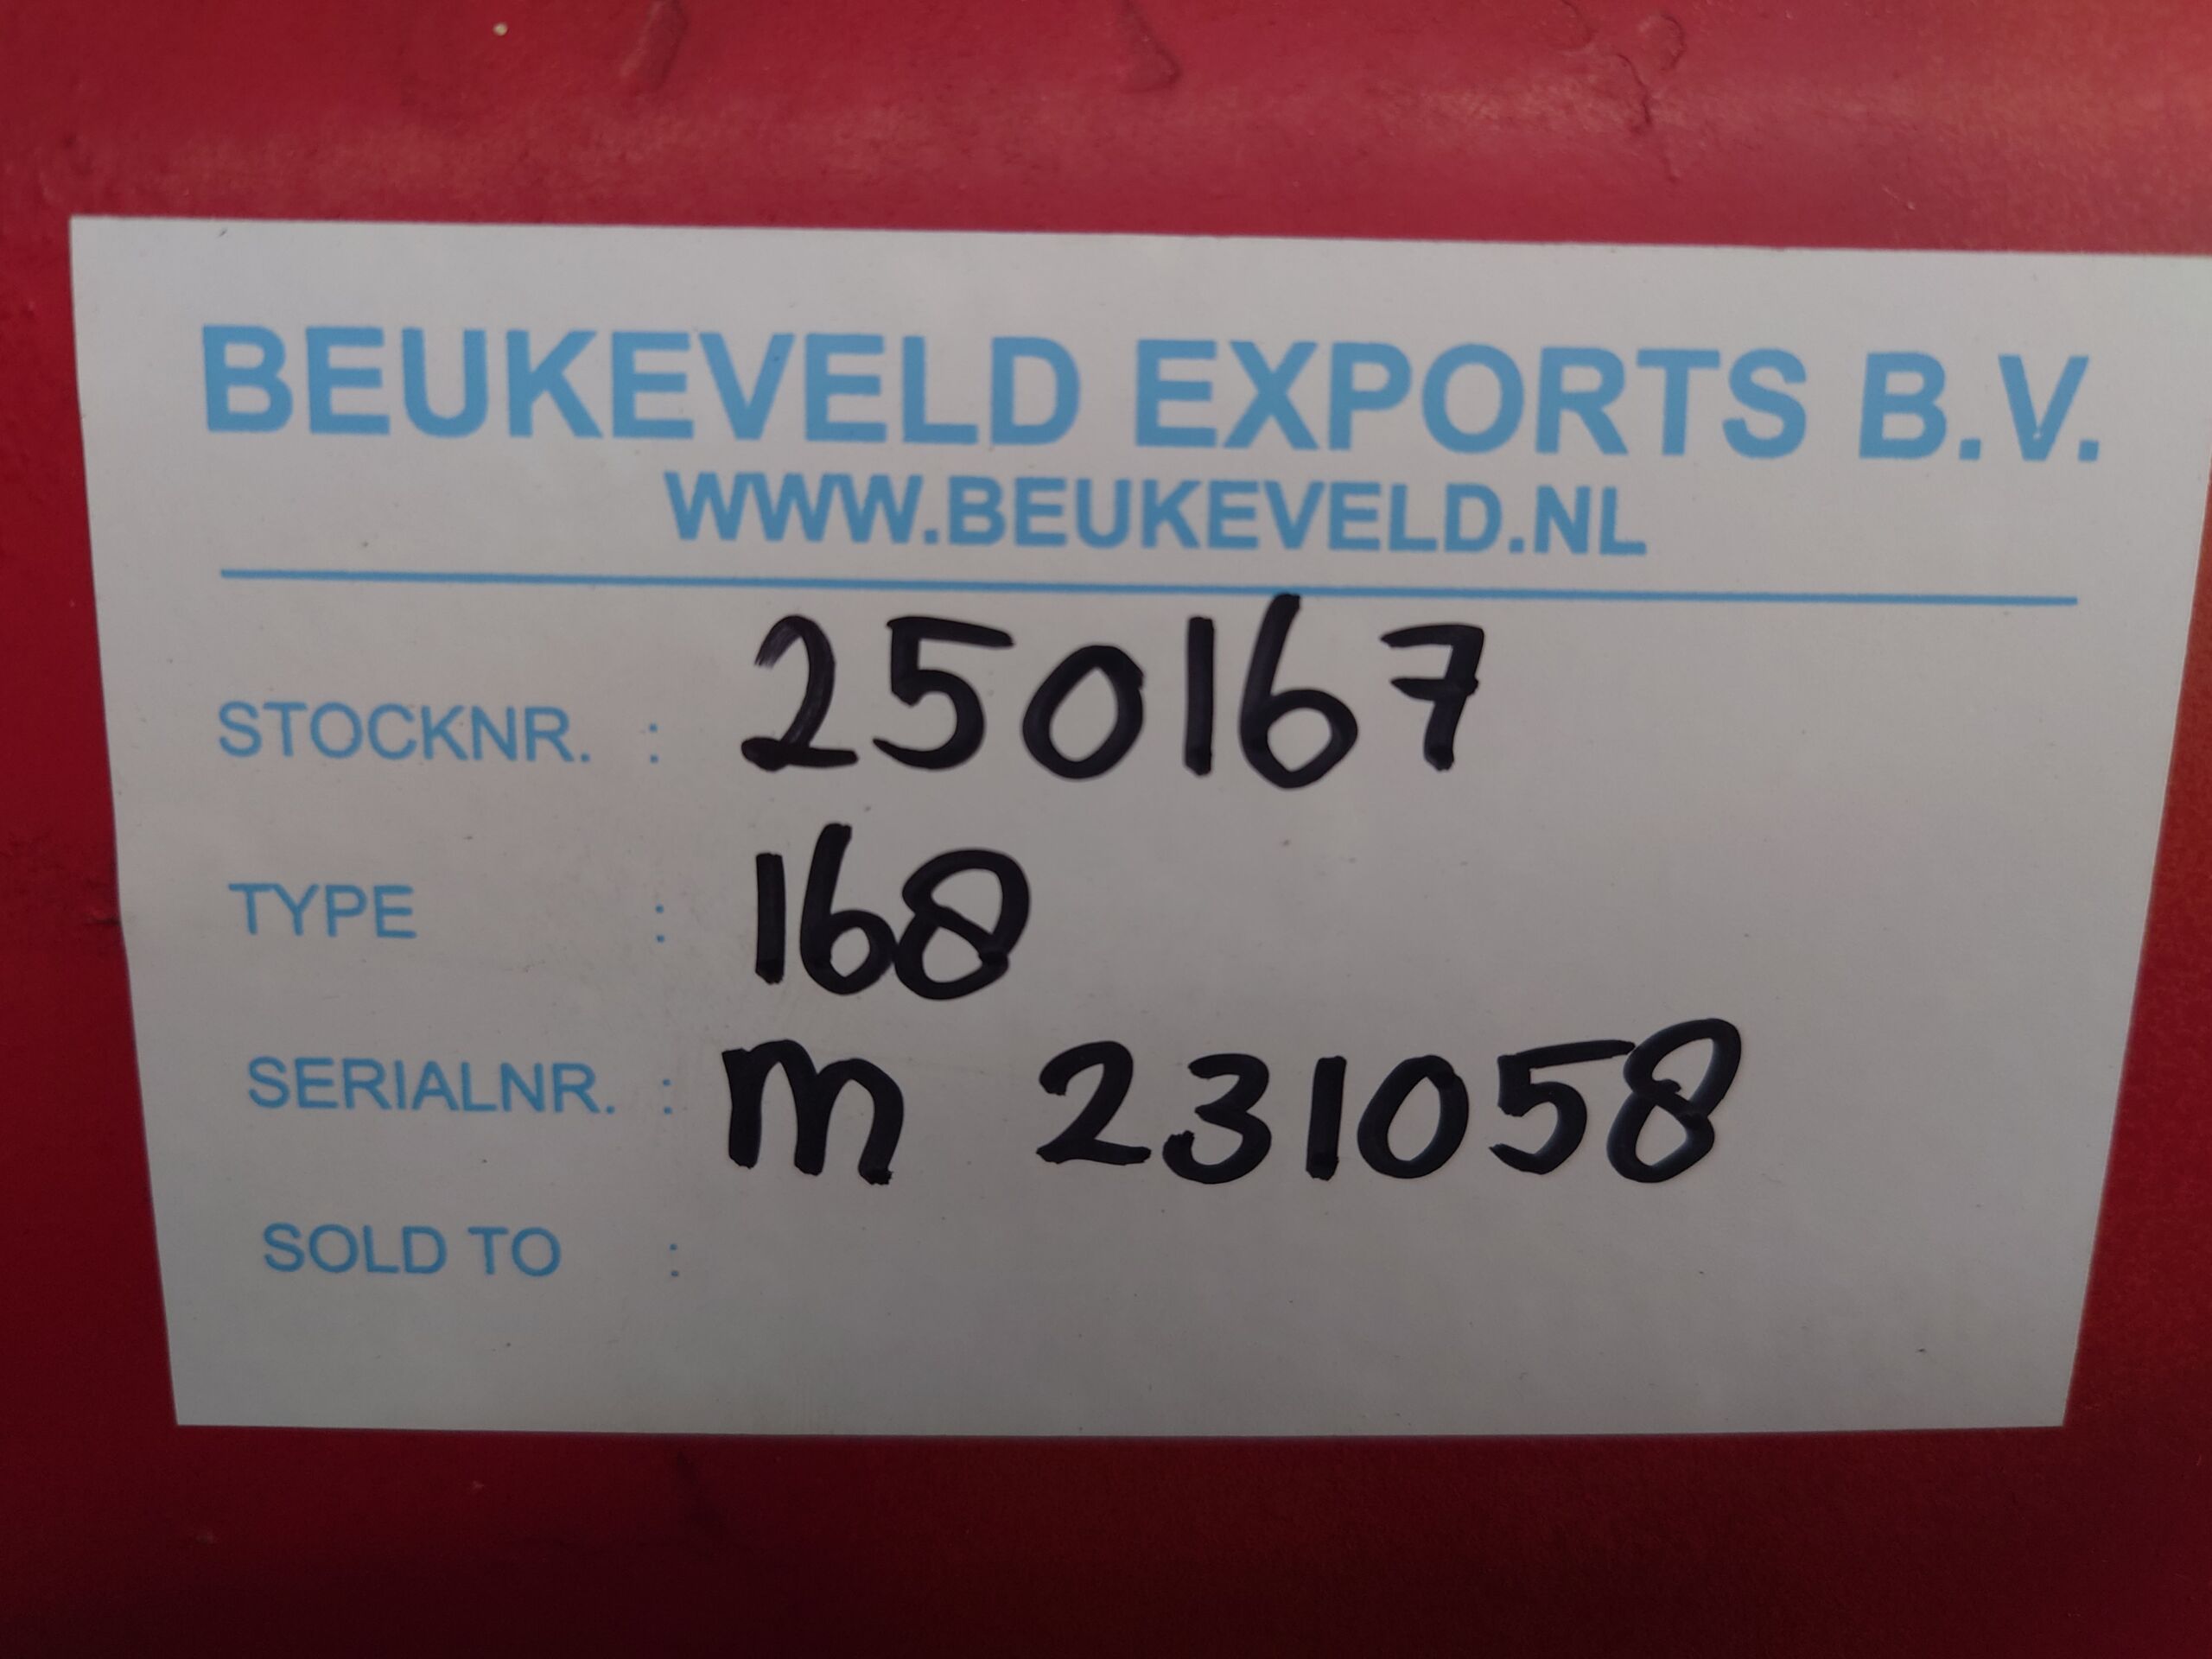 BEUKEVELD EXPORTS B.V.
WWW.BEUKEVELD.NL
STOCKNR. : 250167
TYPE : 168
SERIALNR. : m 231058
SOLD TO :